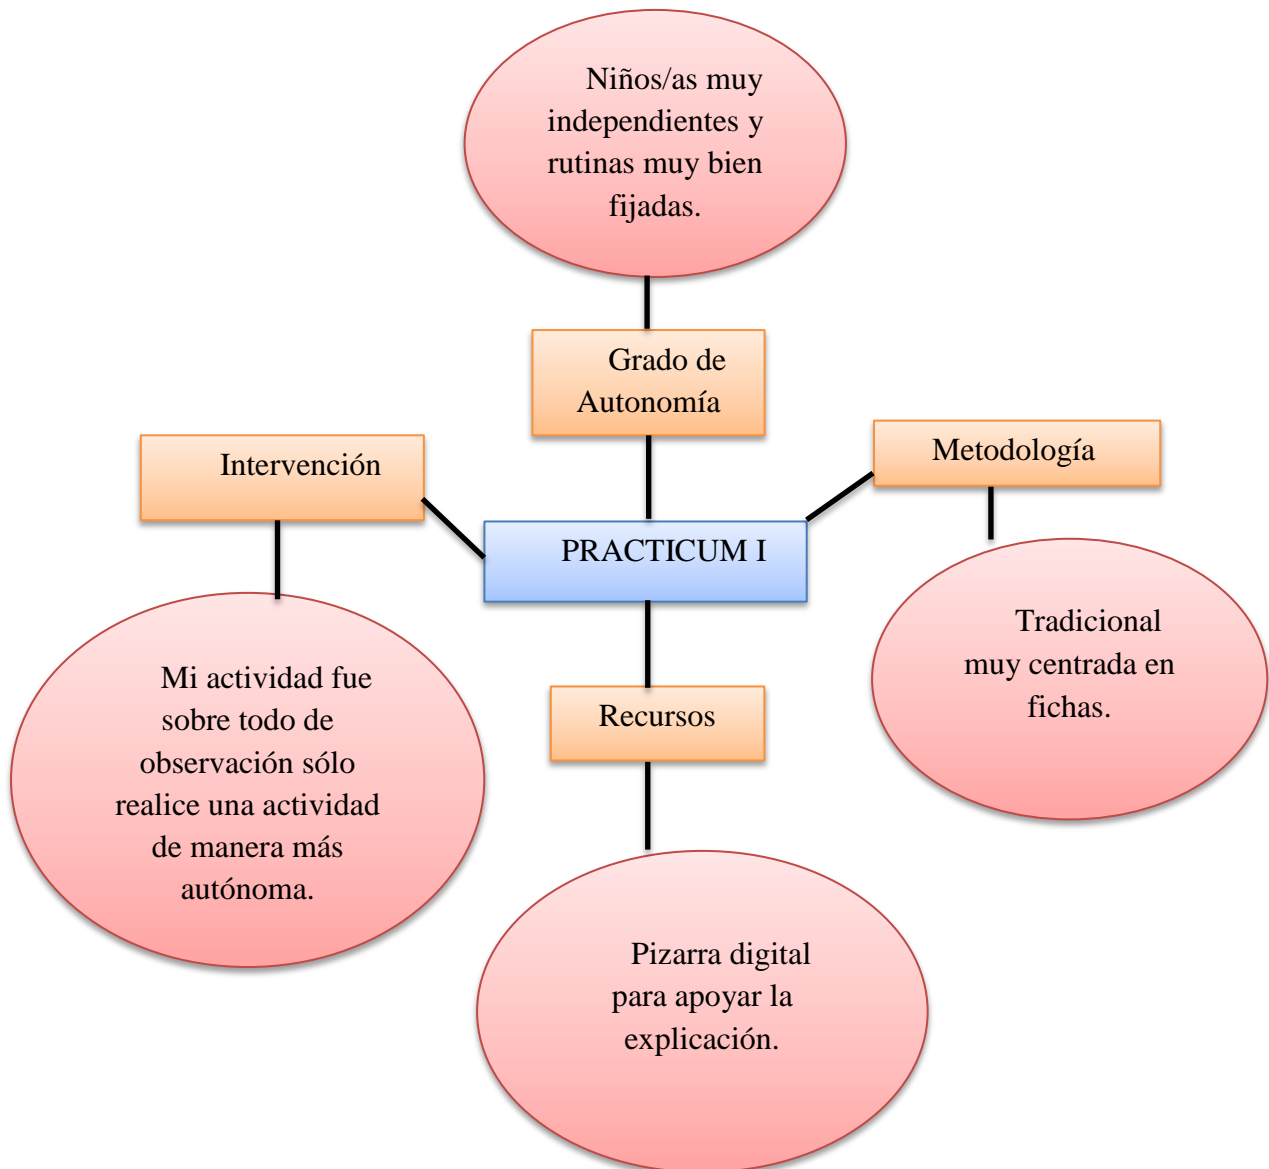 Niños/as muy
independientes y
rutinas muy bien
fijadas.
Grado de
Autonomía
Intervención
Metodología
PRACTICUM I
Mi actividad fue
sobre todo de
observación sólo
realice una actividad
de manera más
autónoma.
Recursos
Tradicional
muy centrada en
fichas.
Pizarra digital
para apoyar la
explicación.